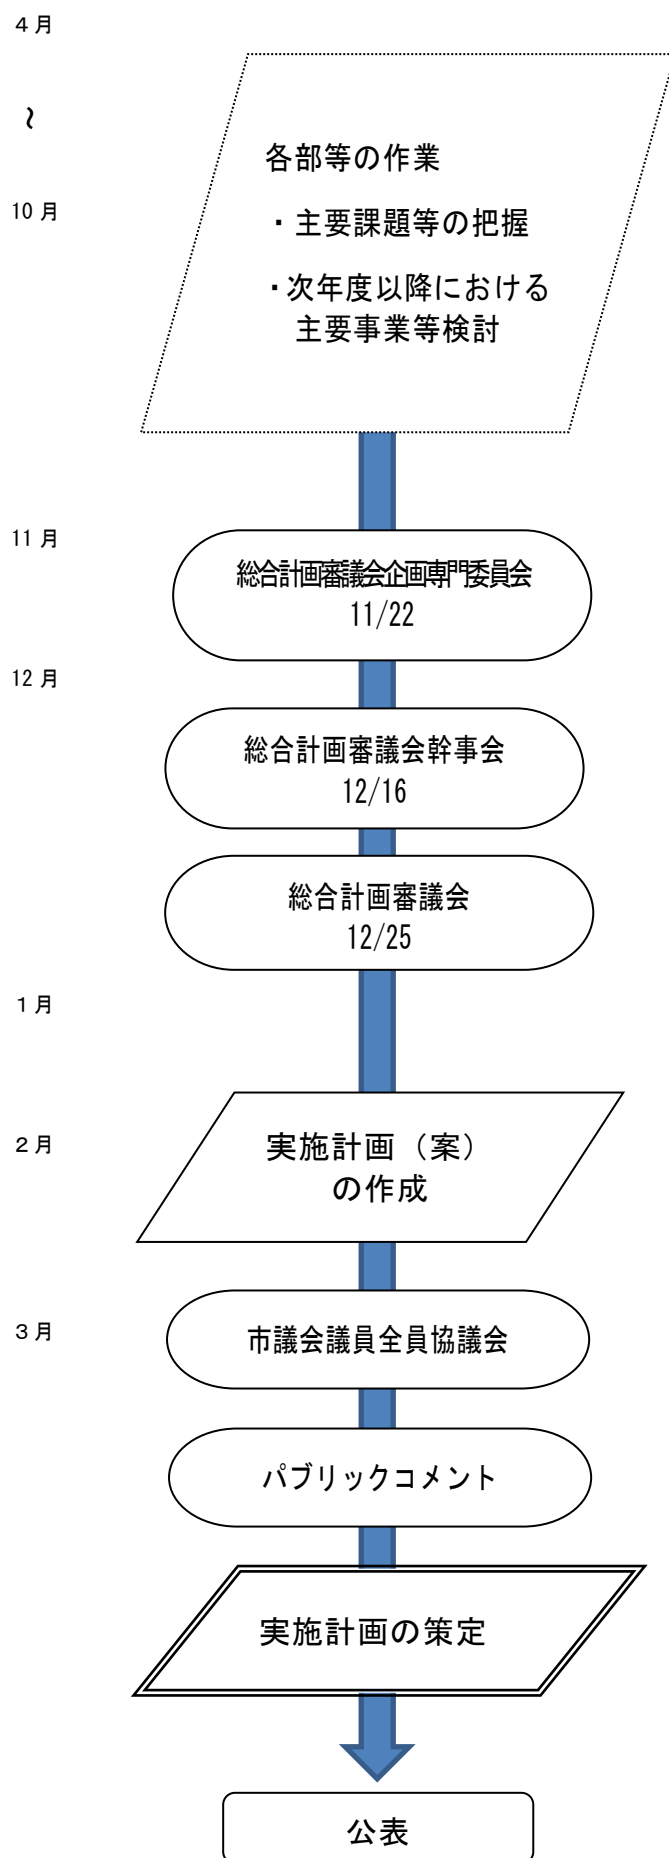 4月
～
10月
各部等の作業
・主要課題等の把握
・次年度以降における
主要事業等検討
11月
総合計画審議会企画専門委員会
11/22
12月
総合計画審議会幹事会
12/16
総合計画審議会
12/25
1月
2月
実施計画（案）
の作成
3月
市議会議員全員協議会
パブリックコメント
実施計画の策定
公表